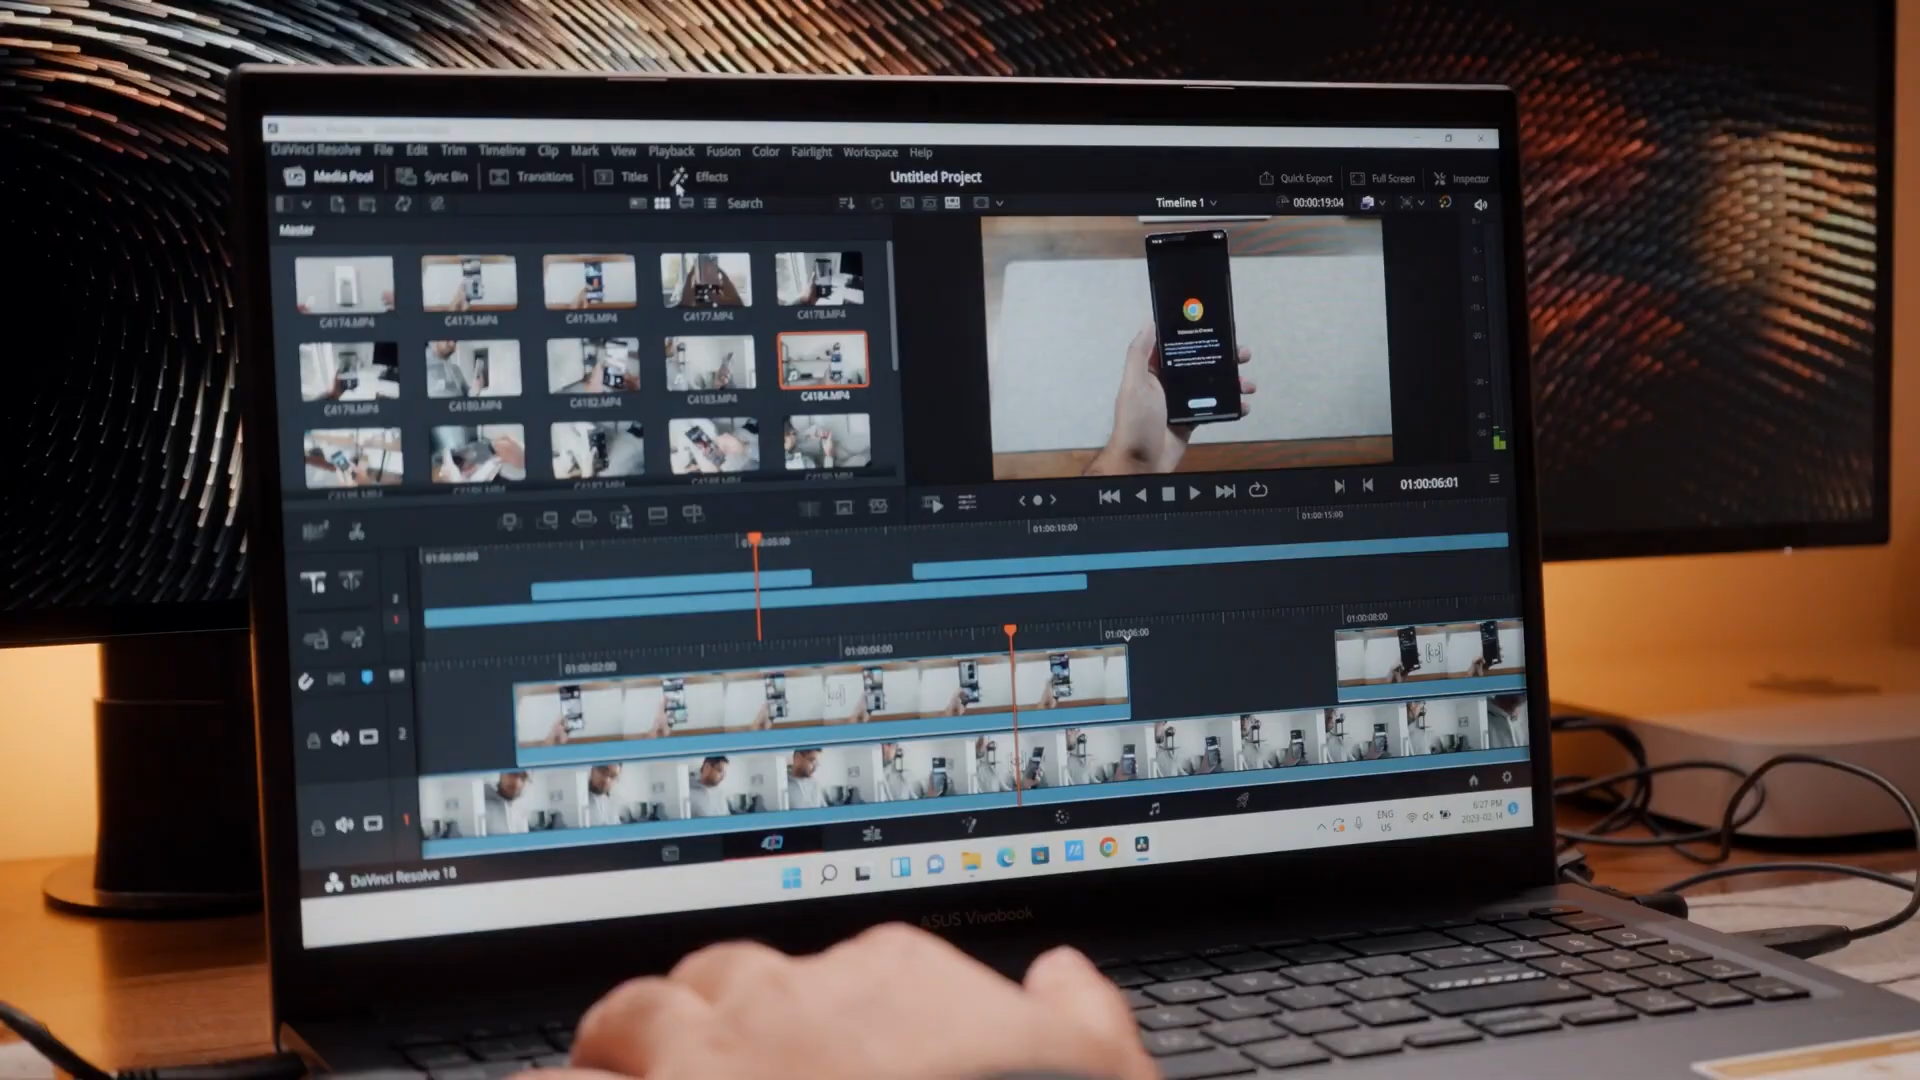 DaVinci Resolve File Edit Trim Timeline Clip Mark View Playback Fusion Color Fairlight Workspace Help
Media Pool Sync Bin Transitions Titles Effects Untitled Project Quick Export Full Screen Inspector
Search Timeline 1 00:00:19:04
Master
C4174.MP4 C4175.MP4 C4176.MP4 C4177.MP4 C4178.MP4
C4179.MP4 C4180.MP4 C4182.MP4 C4183.MP4 C4184.MP4
01:00:06:01
01:00:00:00 01:00:10:00 01:00:15:00
01:00:02:00 01:00:04:00 01:00:06:00 01:00:08:00
2
1
DaVinci Resolve 18
ENG
US
6:27 PM
2023-02-14
ASUS Vivobook